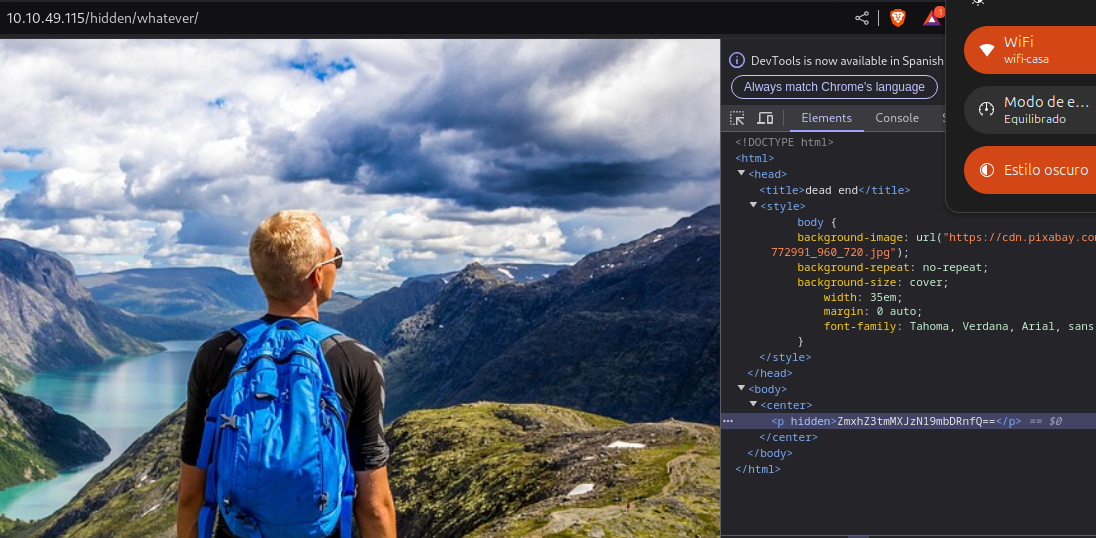 10.10.49.115/hidden/whatever/
1
WiFi
wifi-casa
Modo de e...
Equilibrado
Estilo oscuro
DevTools is now available in Spanish
Always match Chrome's language
Elements
Console
<!DOCTYPE html>
<html>
<head>
<title>dead end</title>
<style>
body {
background-image: url("https://cdn.pixabay.co
772991_960_720.jpg");
background-repeat: no-repeat;
background-size: cover;
width: 35em;
margin: 0 auto;
font-family: Tahoma, Verdana, Arial, sans
}
</style>
</head>
<body>
<center>
<p hidden>ZmxhZ3tmMXJzN19mbDRnfQ==</p> == $0
</center>
</body>
</html>